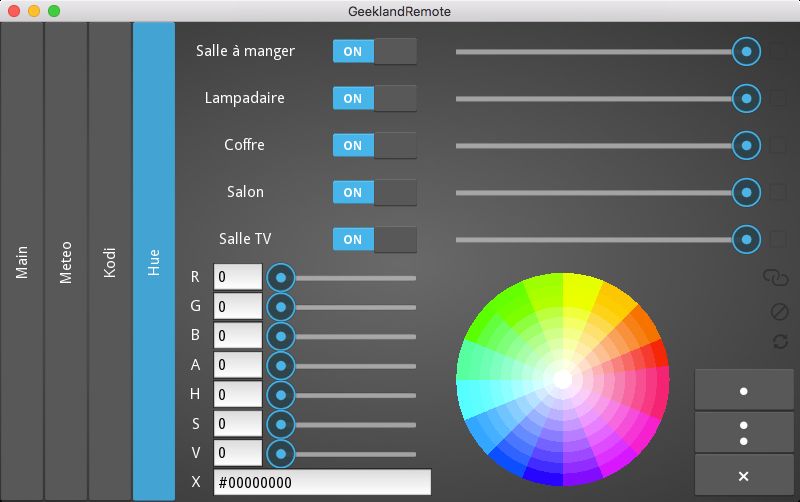 GeeklandRemote
Main
Meteo
Kodi
Hue
Salle à manger ON
Lampadaire ON
Coffre ON
Salon ON
Salle TV ON
R 0
G 0
B 0
A 0
H 0
S 0
V 0
X #00000000